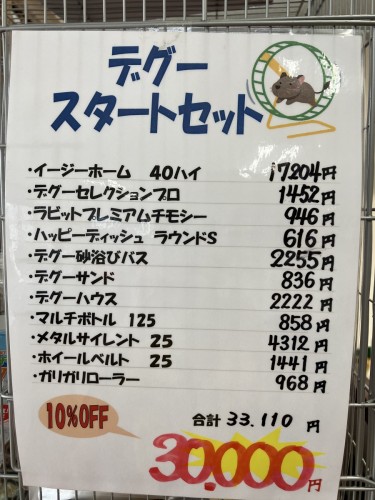 デグー
スタートセット
・イージーホーム 40ハイ 17204円
・デグーセレクションプロ 1452円
・ラビットプレミアムチモシー 946円
・ハッピーディッシュ ラウンドS 616円
・デグー砂浴びバス 2255円
・デグーサンド 836円
・デグーハウス 2222円
・マルチボトル 125 858円
・メタルサイレント 25 4312円
・ホイールベルト 25 1441円
・ガリガリローラー 968円
10%OFF
合計 33.110円
30.000円